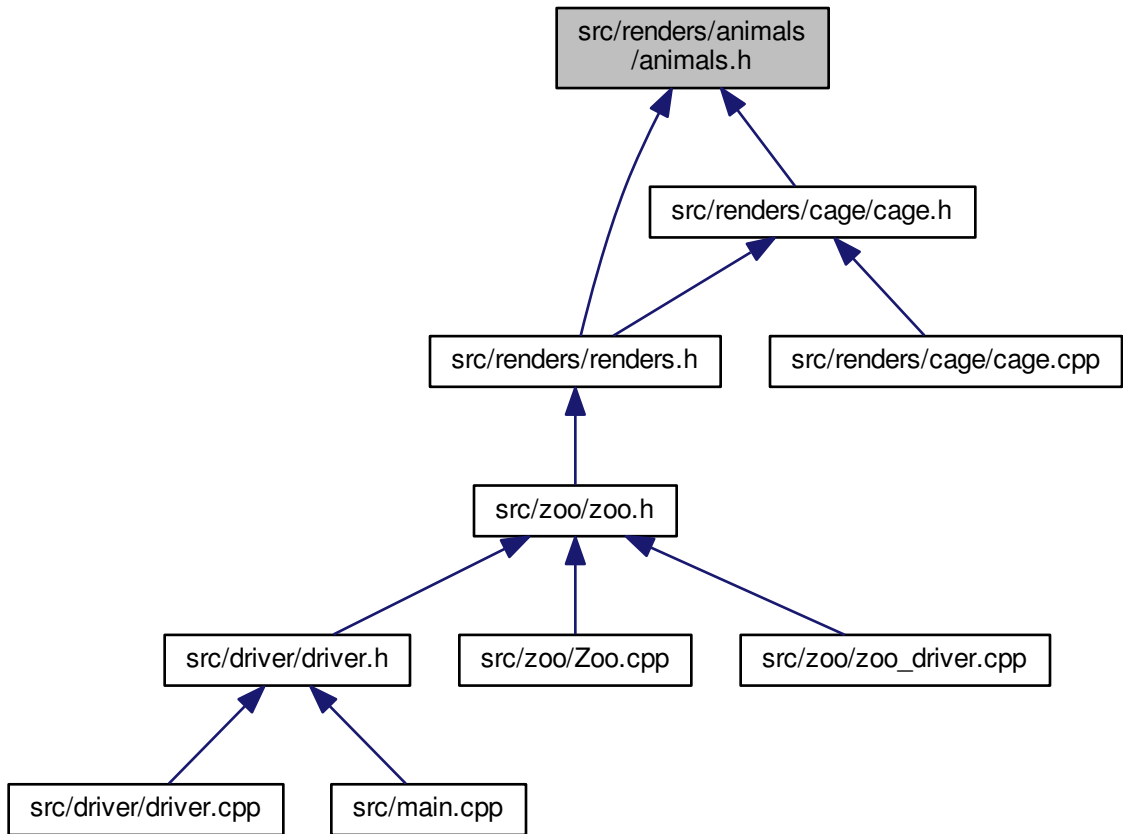 src/renders/animals
/animals.h
src/renders/cage/cage.h
src/renders/renders.h
src/renders/cage/cage.cpp
src/zoo/zoo.h
src/driver/driver.h
src/zoo/Zoo.cpp
src/zoo/zoo_driver.cpp
src/driver/driver.cpp
src/main.cpp